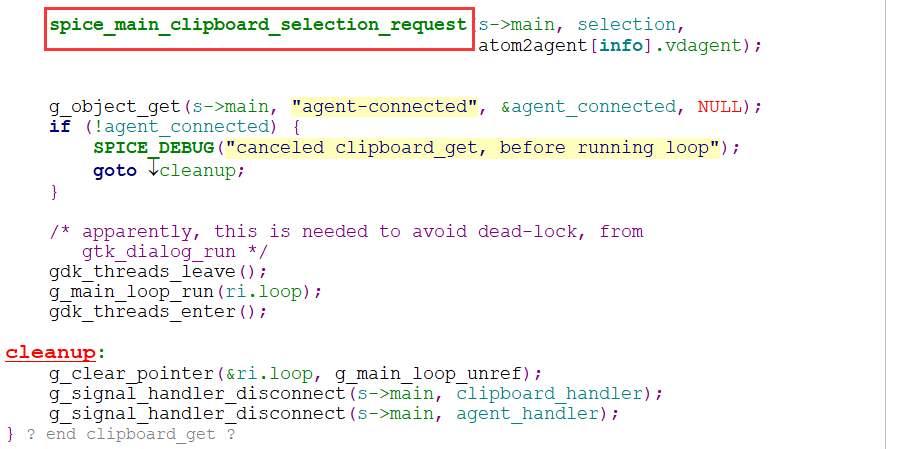 spice_main_clipboard_selection_request(s->main, selection,
atom2agent[info].vdagent);
g_object_get(s->main, "agent-connected", &agent_connected, NULL);
if (!agent_connected) {
SPICE_DEBUG("canceled clipboard_get, before running loop");
goto ↓cleanup;
}
/* apparently, this is needed to avoid dead-lock, from
gtk_dialog_run */
gdk_threads_leave();
g_main_loop_run(ri.loop);
gdk_threads_enter();
cleanup:
g_clear_pointer(&ri.loop, g_main_loop_unref);
g_signal_handler_disconnect(s->main, clipboard_handler);
g_signal_handler_disconnect(s->main, agent_handler);
} ? end clipboard_get ?